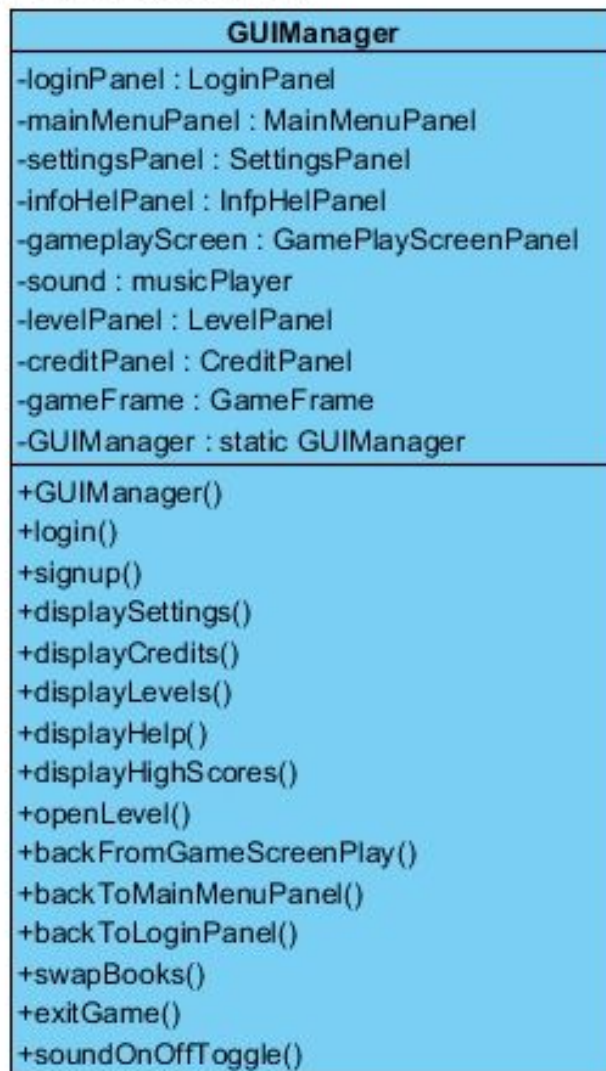 GUIManager
-loginPanel : LoginPanel
-mainMenuPanel : MainMenuPanel
-settingsPanel : SettingsPanel
-infoHelPanel : InfpHelPanel
-gameplayScreen : GamePlayScreenPanel
-sound : musicPlayer
-levelPanel : LevelPanel
-creditPanel : CreditPanel
-gameFrame : GameFrame
-GUIManager : static GUIManager
+GUIManager()
+login()
+signup()
+displaySettings()
+displayCredits()
+displayLevels()
+displayHelp()
+displayHighScores()
+openLevel()
+backFromGameScreenPlay()
+backToMainMenuPanel()
+backToLoginPanel()
+swapBooks()
+exitGame()
+soundOnOffToggle()